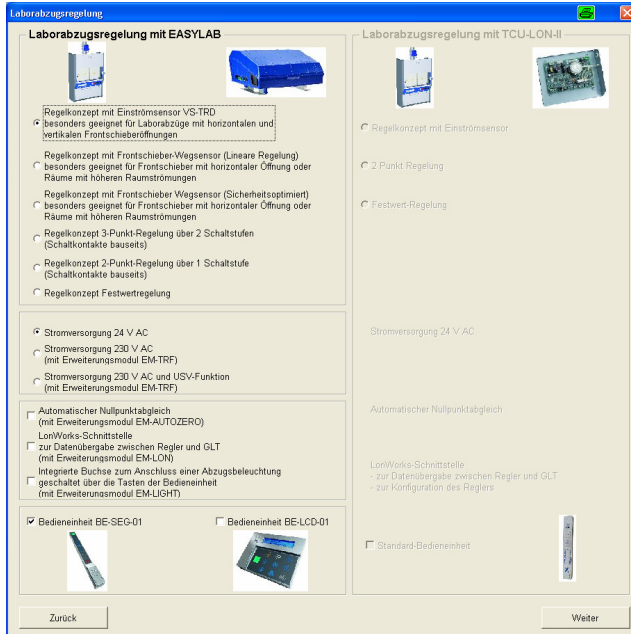 Laborabzugsregelung
Laborabzugsregelung mit EASYLAB
Regelkonzept mit Einströmsensor VS-TRD
besonders geeignet für Laborabzüge mit horizontalen und
vertikalen Frontschieberöffnungen
Regelkonzept mit Frontschieber-Wegsensor (Lineare Regelung)
besonders geeignet für Frontschieber mit horizontaler Öffnung oder
Räume mit höheren Raumströmungen
Regelkonzept mit Frontschieber Wegsensor (Sicherheitsoptimiert)
besonders geeignet für Frontschieber mit horizontaler Öffnung oder
Räume mit höheren Raumströmungen
Regelkonzept 3-Punkt-Regelung über 2 Schaltstufen
(Schaltkontakte bauseits)
Regelkonzept 2-Punkt-Regelung über 1 Schaltstufe
(Schaltkontakte bauseits)
Regelkonzept Festwertregelung
Stromversorgung 24 V AC
Stromversorgung 230 V AC
(mit Erweiterungsmodul EM-TRF)
Stromversorgung 230 V AC und USV-Funktion
(mit Erweiterungsmodul EM-TRF)
Automatischer Nullpunktabgleich
(mit Erweiterungsmodul EM-AUTOZERO)
LonWorks-Schnittstelle
zur Datenübergabe zwischen Regler und GLT
(mit Erweiterungsmodul EM-LON)
Integrierte Buchse zum Anschluss einer Abzugsbeleuchtung
geschaltet über die Tasten der Bedieneinheit
(mit Erweiterungsmodul EM-LIGHT)
Bedieneinheit BE-SEG-01
Bedieneinheit BE-LCD-01
Laborabzugsregelung mit TCU-LON-II
Regelkonzept mit Einströmsensor
2 Punkt Regelung
Festwert-Regelung
Stromversorgung 24 V AC
Automatischer Nullpunktabgleich
LonWorks-Schnittstelle
- zur Datenübergabe zwischen Regler und GLT
- zur Konfiguration des Reglers
Standard-Bedieneinheit
Zurück
Weiter